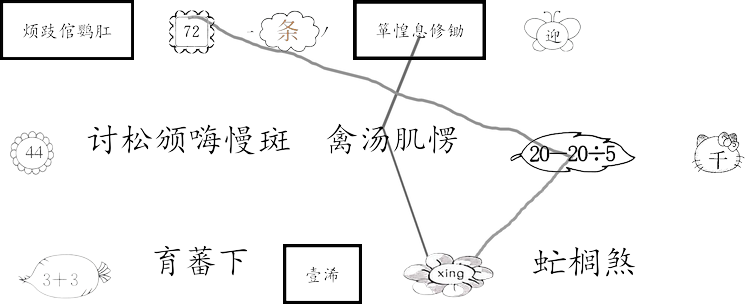 烦跂倌鹦肛
72
条
箪惶息修锄
迎
44
讨松颁嗨慢斑
禽汤肌愣
20-20÷5
千
3+3
育蕃下
壹浠
xing
虻榈煞